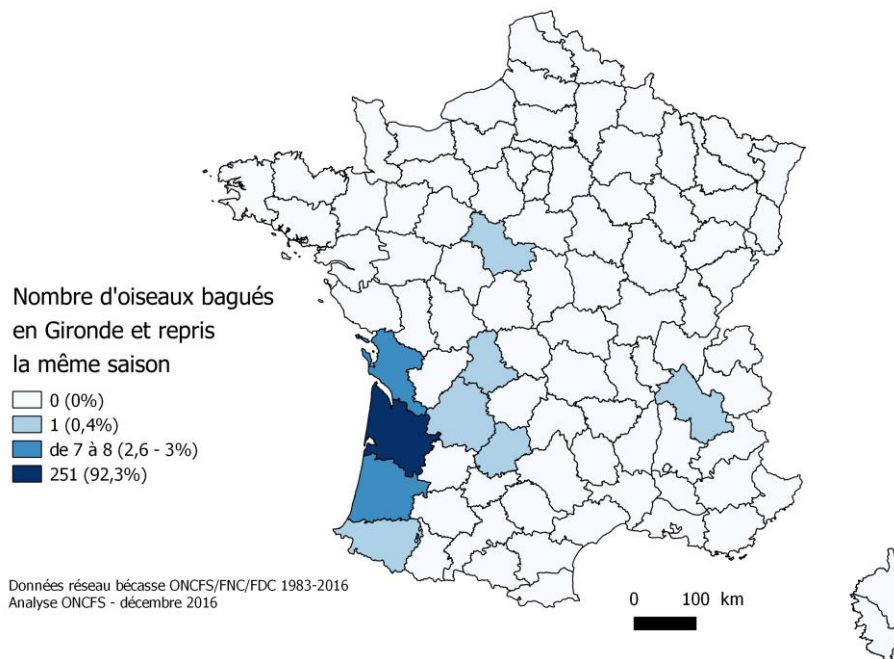 Nombre d'oiseaux bagués
en Gironde et repris
la même saison
0 (0%)
1 (0,4%)
de 7 à 8 (2,6 - 3%)
251 (92,3%)
Données réseau bécasse ONCFS/FNC/FDC 1983-2016
Analyse ONCFS - décembre 2016
0 100 km